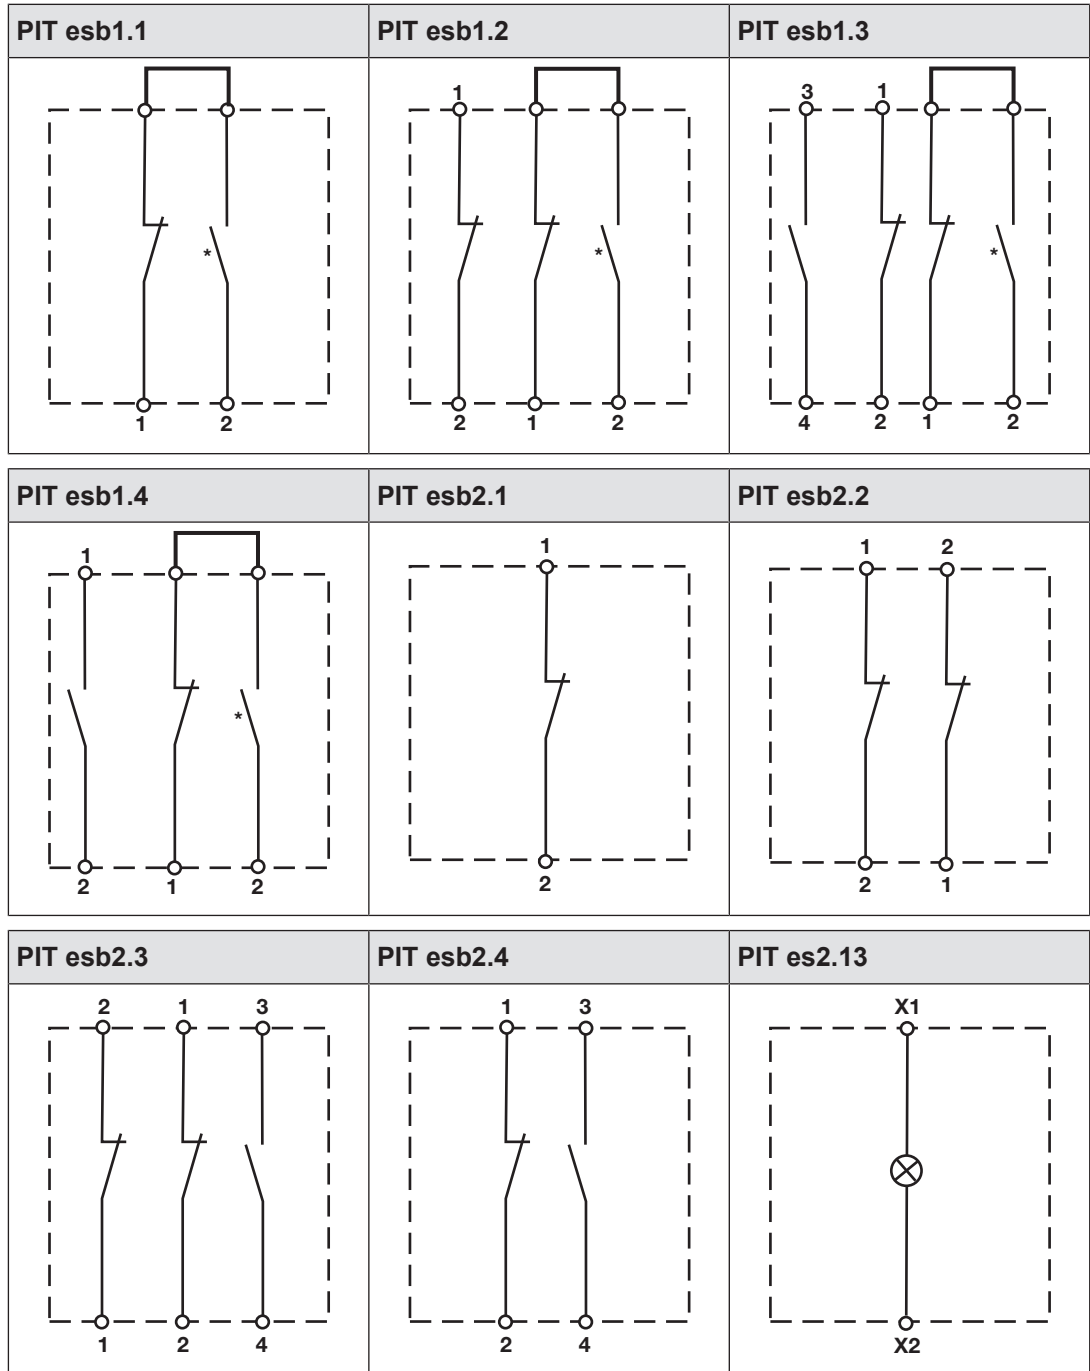 PIT esb1.1 PIT esb1.2 PIT esb1.3
1 3 1
* * *
1 2 2 1 2 4 2 1 2
PIT esb1.4 PIT esb2.1 PIT esb2.2
1 1 1 2
*
2 1 2 2 2 1
PIT esb2.3 PIT esb2.4 PIT es2.13
2 1 3 1 3 X1
1 2 4 2 4 X2